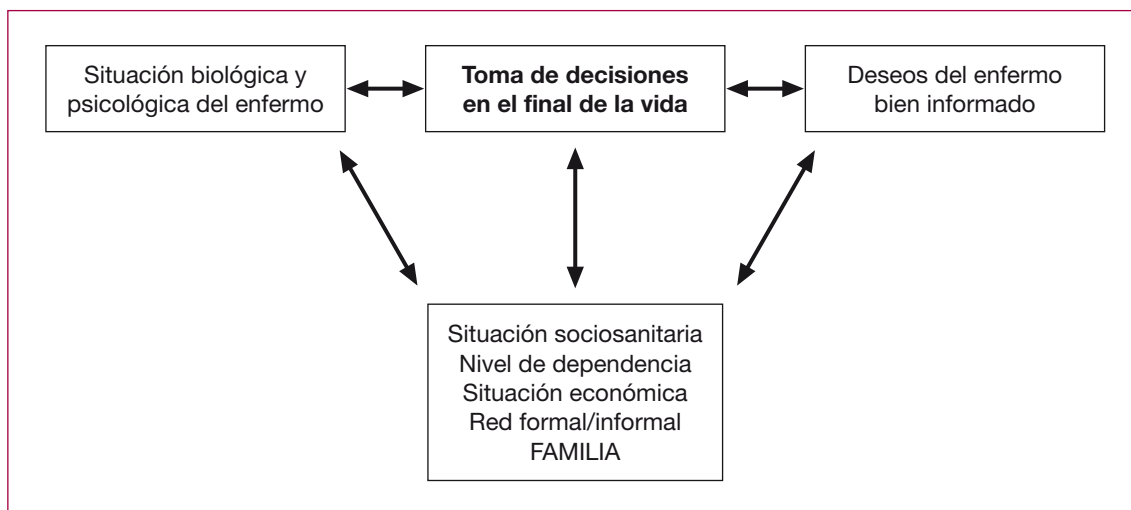 Situación biológica y
psicológica del enfermo
Toma de decisiones
en el final de la vida
Deseos del enfermo
bien informado
Situación sociosanitaria
Nivel de dependencia
Situación económica
Red formal/informal
FAMILIA